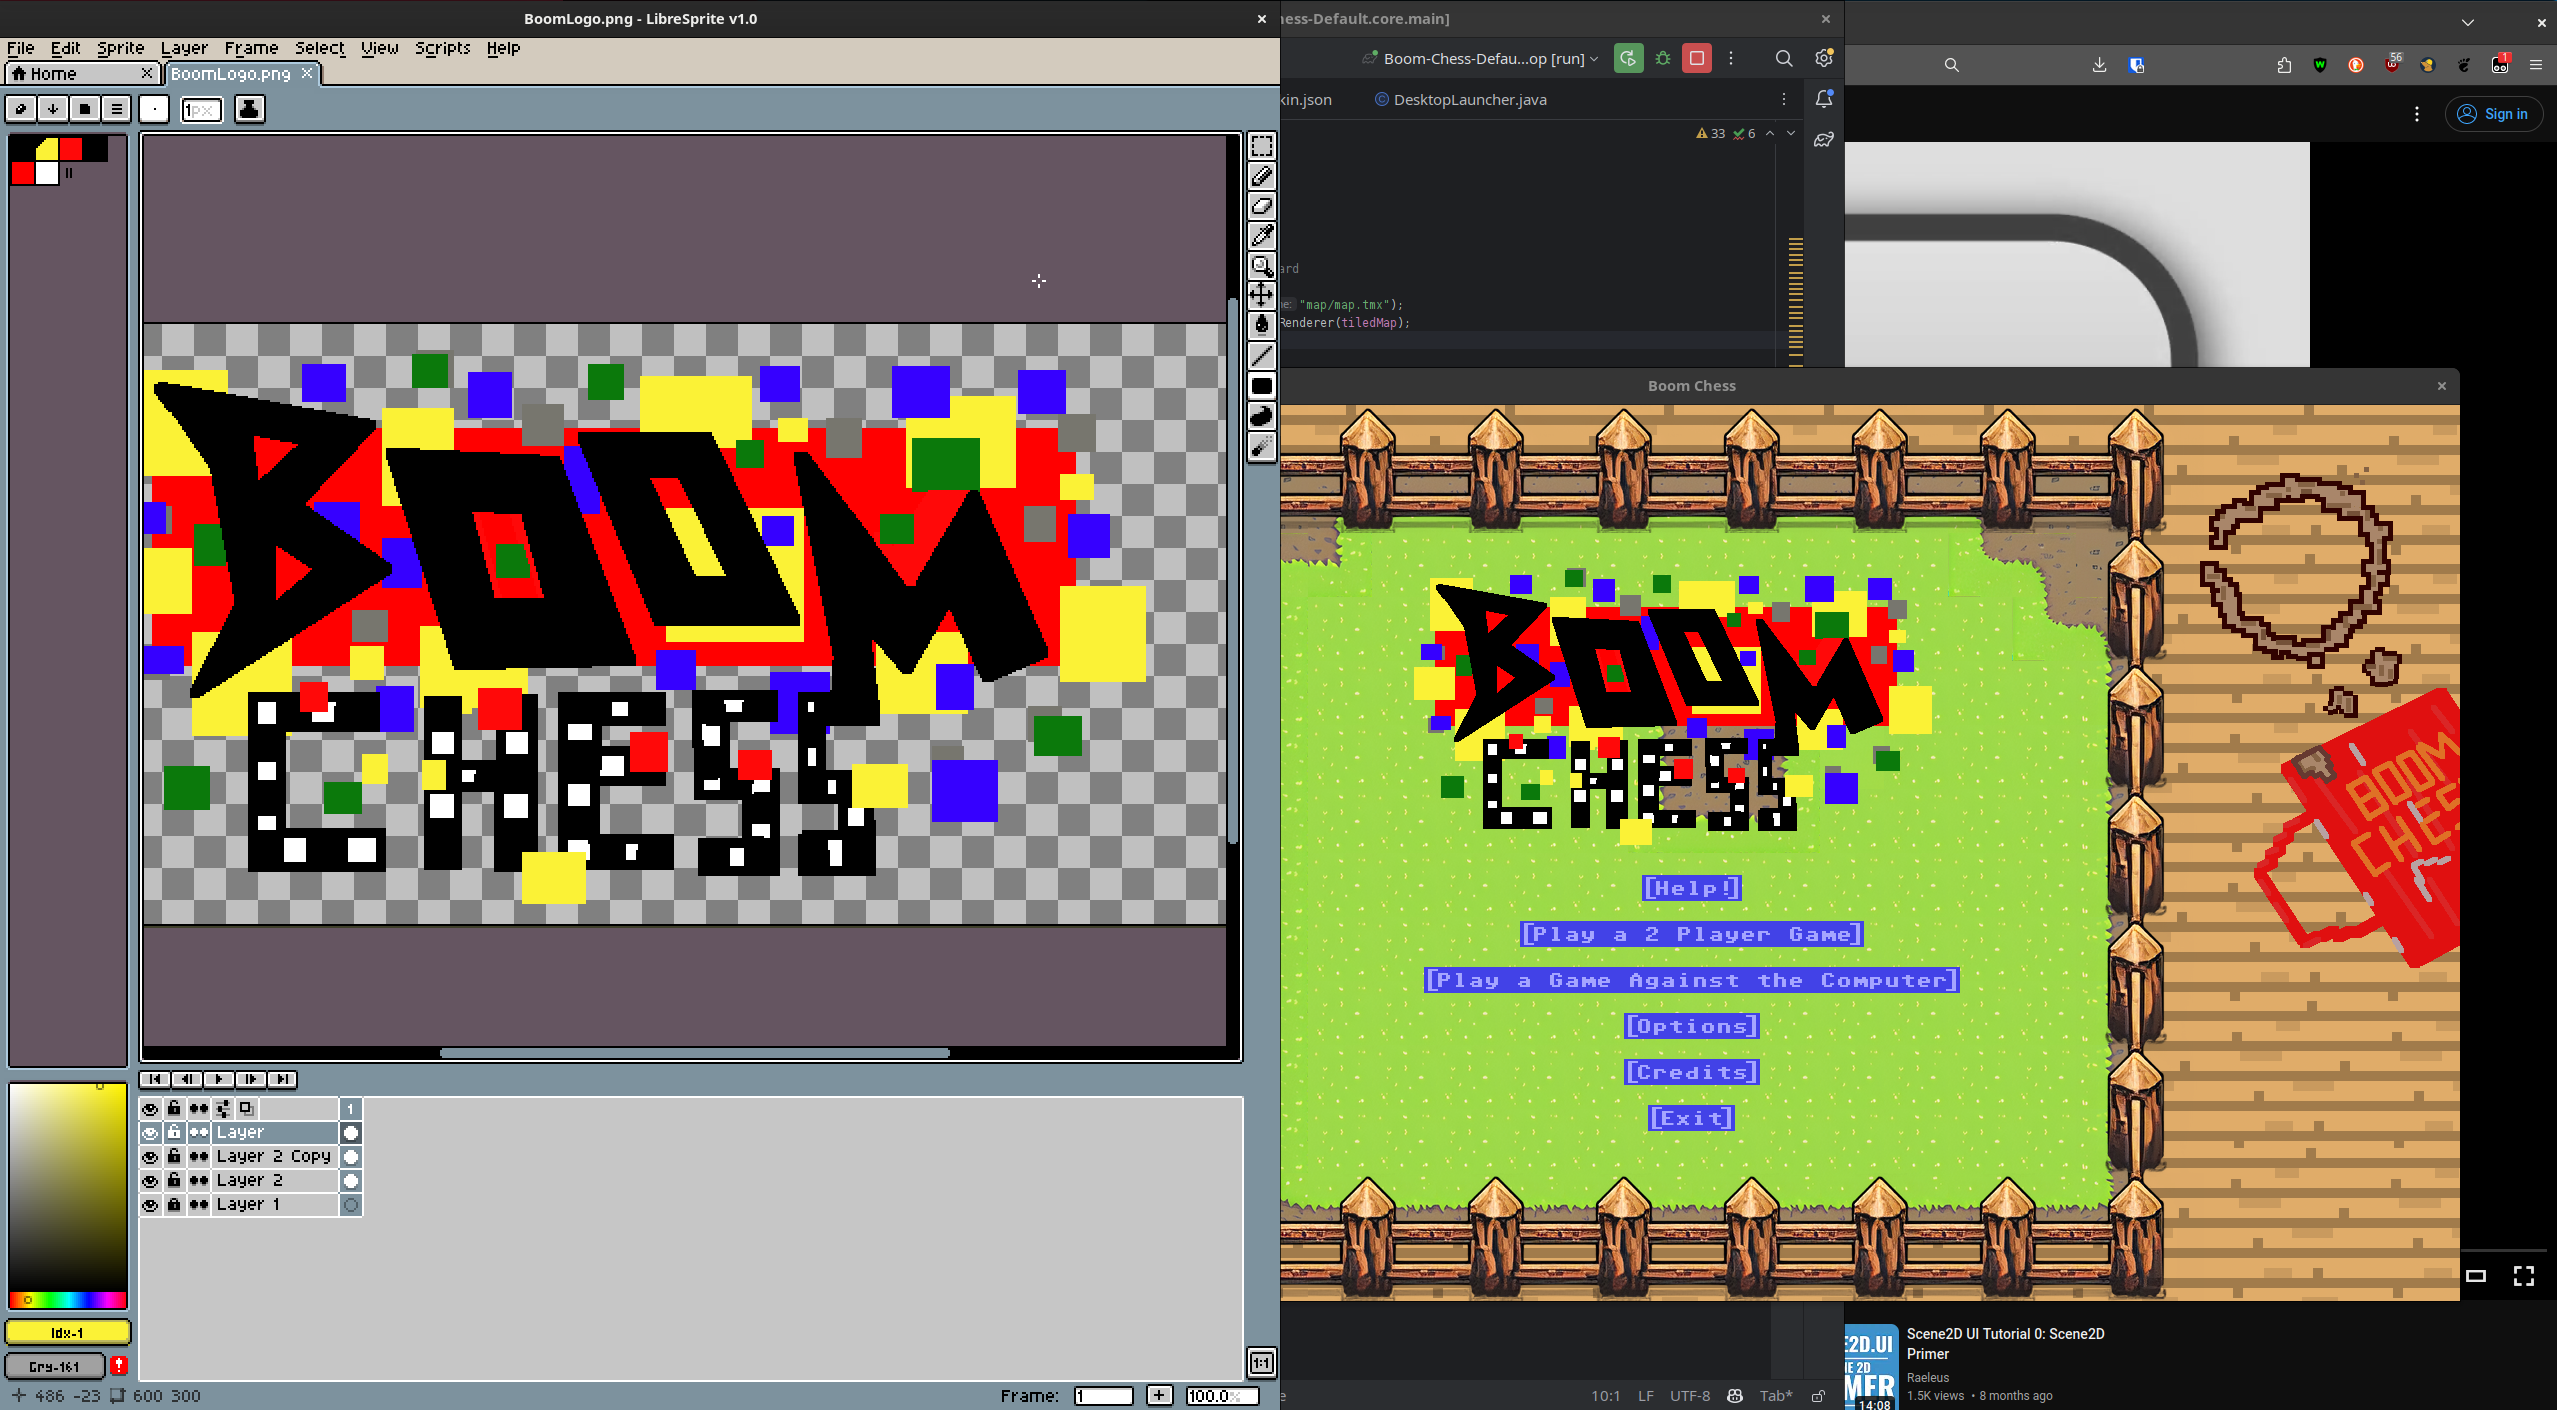 BoomLogo.png - LibreSprite v1.0
File Edit Sprite Layer Frame Select View Scripts Help
Home
BoomLogo.png
1px
BOOM
CHESS
1
Layer
Layer 2 Copy
Layer 2
Layer 1
Idx-1
Gry-161
486 -23 600 300
Frame: 1 + 100.0
1:1
ess-Default.core.main]
Boom-Chess-Defau...op [run]
kin.json
DesktopLauncher.java
33 6
ard
"map/map.tmx");
Renderer(tiledMap);
10:1 LF UTF-8 Tab*
56
1
Sign in
Boom Chess
BOOM
CHESS
[Help!]
[Play a 2 Player Game]
[Play a Game Against the Computer]
[Options]
[Credits]
[Exit]
BOOM
CHES
E2D.UI
NE 2D
MER
14:08
Scene2D UI Tutorial 0: Scene2D
Primer
Raeleus
1.5K views • 8 months ago